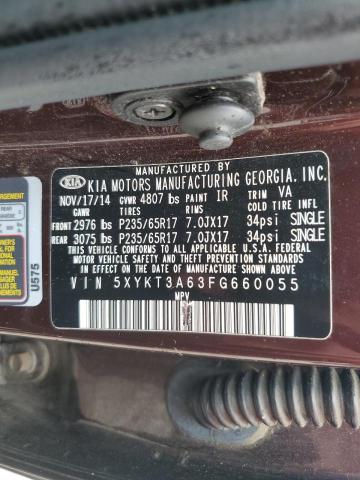 MANUFACTURED BY
KIA KIA MOTORS MANUFACTURING GEORGIA. INC.
NOV/17/14 GVWR 4807 lbs PAINT IR TRIM VA
GAWR TIRES RIMS COLD TIRE INFL.
FRONT 2976 lbs P235/65R17 7.0JX17 34psi SINGLE
REAR 3075 lbs P235/65R17 7.0JX17 34psi SINGLE
THIS VEHICLE CONFORMS TO ALL APPLICABLE U.S.A. FEDERAL
MOTOR VEHICLE SAFETY, BUMPER, AND THEFT PREVENTION
STANDARDS IN EFFECT ON THE DATE OF MANUFACTURE SHOWN ABOVE.
VIN 5XYKT3A63FG660055
MPV
U575
REAR